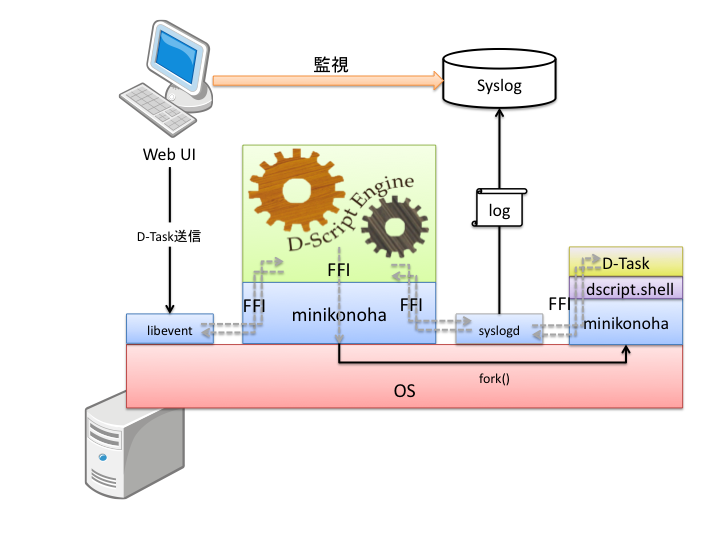 監視
Syslog
Web UI
D-Script Engine
log
D-Task送信
FFI
D-Task
dscript.shell
FFI
FFI
FFI
minikonoha
minikonoha
libevent
syslogd
fork()
OS